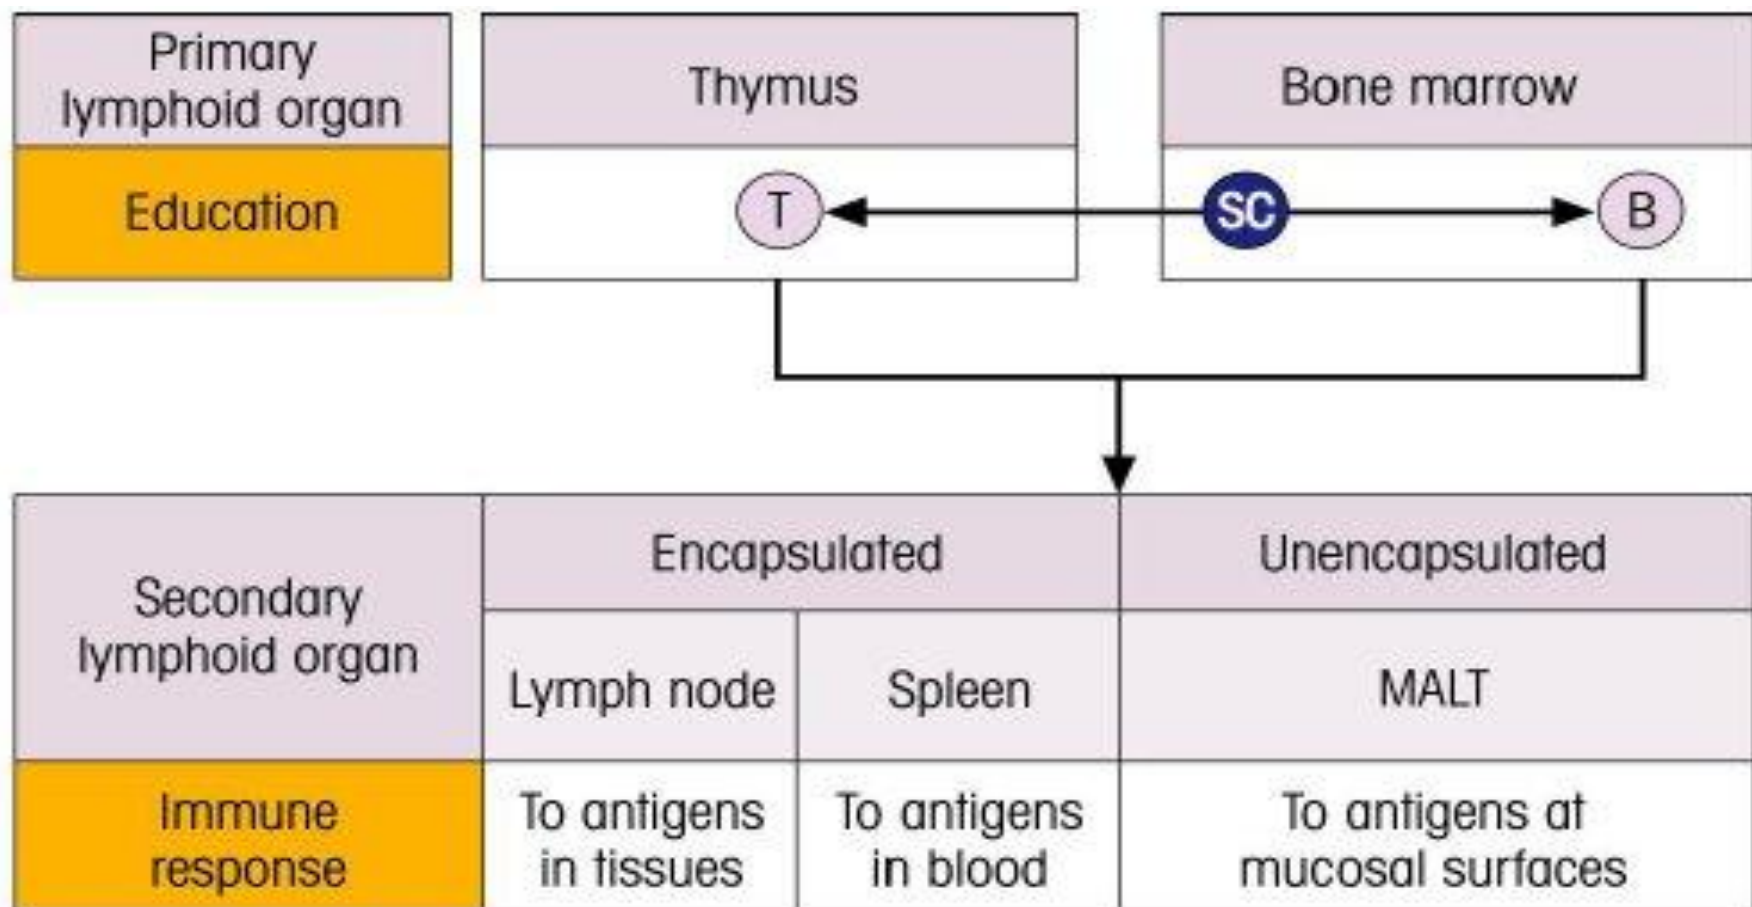 Primary
lymphoid organ
Thymus
Bone marrow
Education
T
SC
B
Secondary
lymphoid organ
Encapsulated
Unencapsulated
Lymph node
Spleen
MALT
Immune
response
To antigens
in tissues
To antigens
in blood
To antigens at
mucosal surfaces